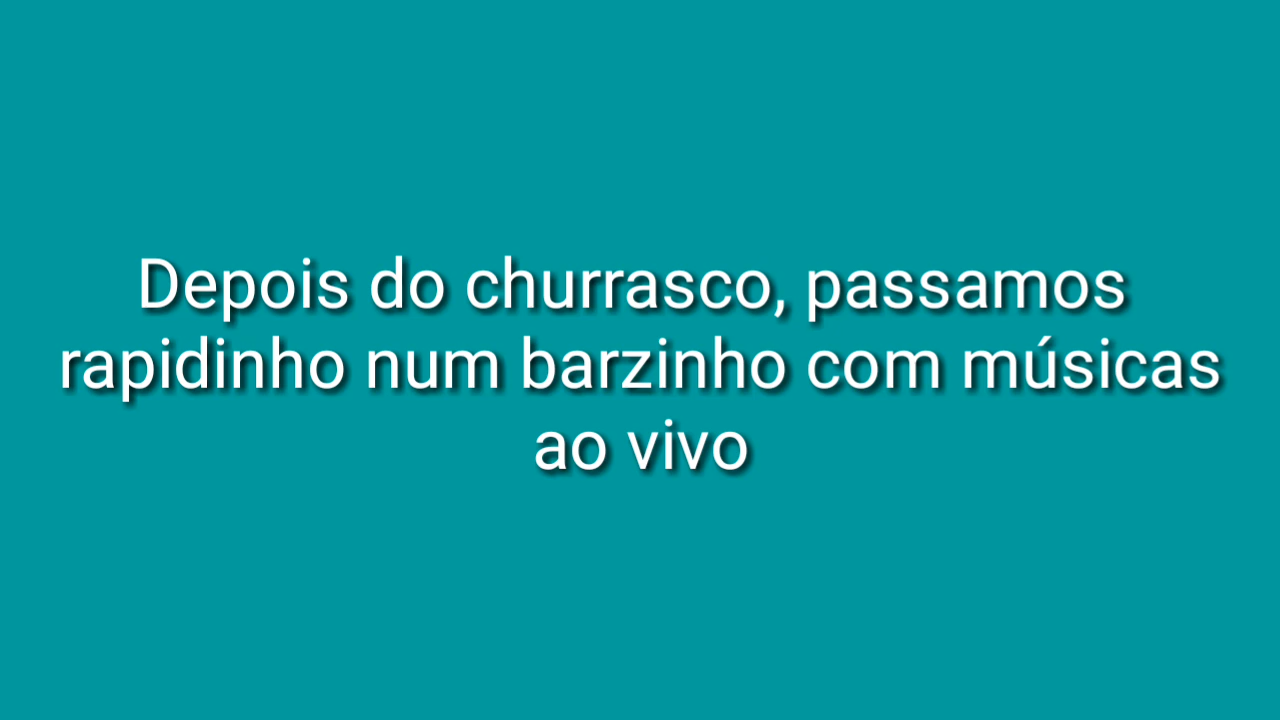 Depois do churrasco, passamos
rapidinho num barzinho com músicas
ao vivo